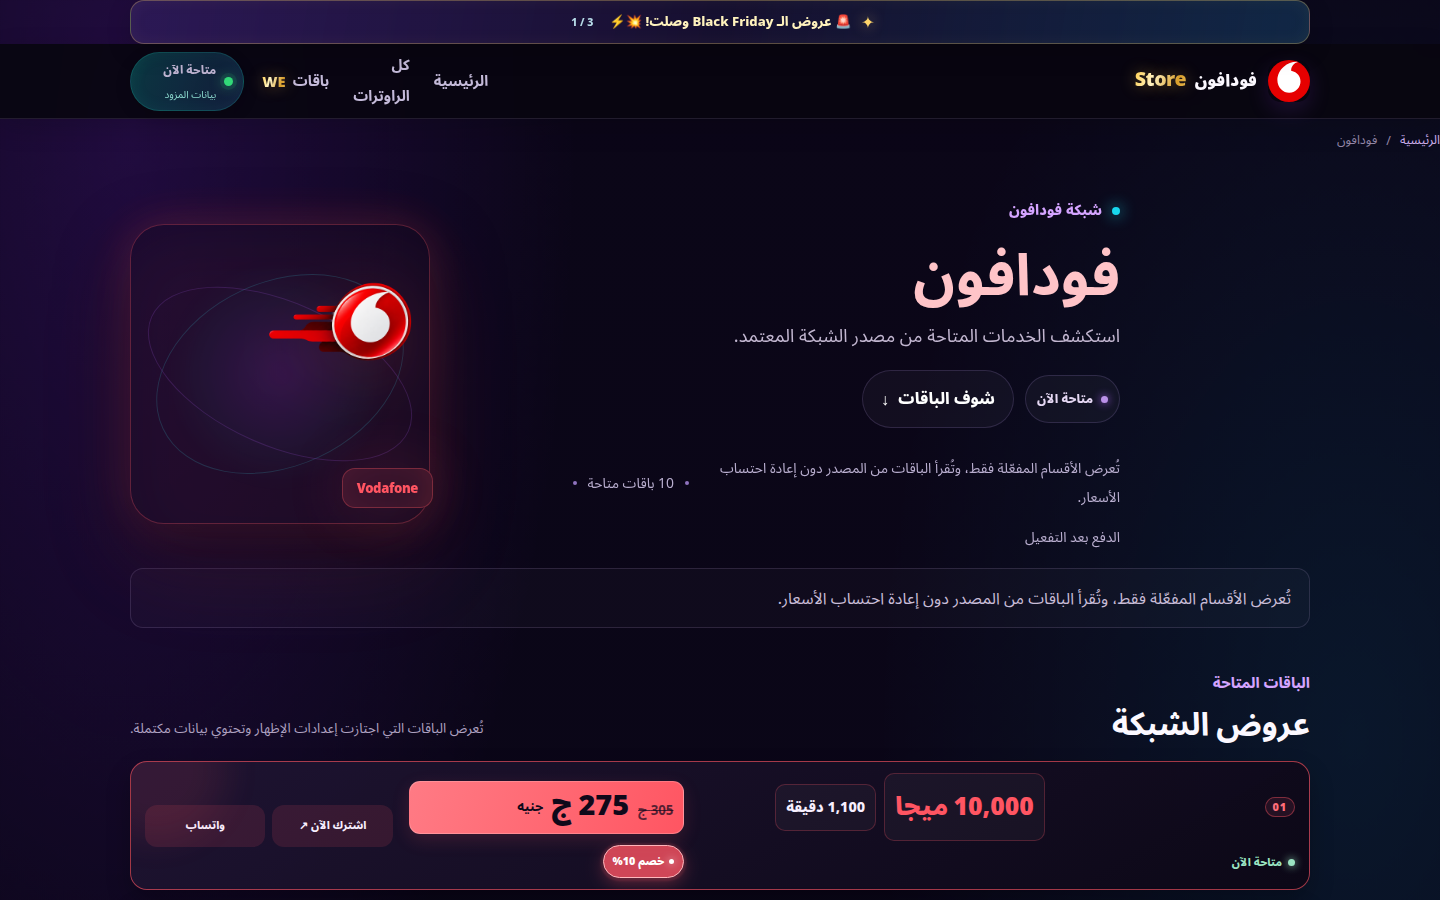 ✦ 🚨 عروض الـ Black Friday وصلت! 💥⚡ 1 / 3
فودافون Store
الرئيسية
كل الراوترات
باقات WE
متاحة الآن
بيانات المزود
الرئيسية / فودافون
شبكة فودافون
فودافون
استكشف الخدمات المتاحة من مصدر الشبكة المعتمد.
متاحة الآن
شوف الباقات ↓
تُعرض الأقسام المفعّلة فقط، وتُقرأ الباقات من المصدر دون إعادة احتساب
الأسعار.
• 10 باقات متاحة •
الدفع بعد التفعيل
Vodafone
تُعرض الأقسام المفعّلة فقط، وتُقرأ الباقات من المصدر دون إعادة احتساب الأسعار.
الباقات المتاحة
عروض الشبكة
تُعرض الباقات التي اجتازت إعدادات الإظهار وتحتوي بيانات مكتملة.
01
متاحة الآن
10,000 ميجا
1,100 دقيقة
305 ج 275 ج جنيه
خصم 10%
اشترك الآن ↗
واتساب